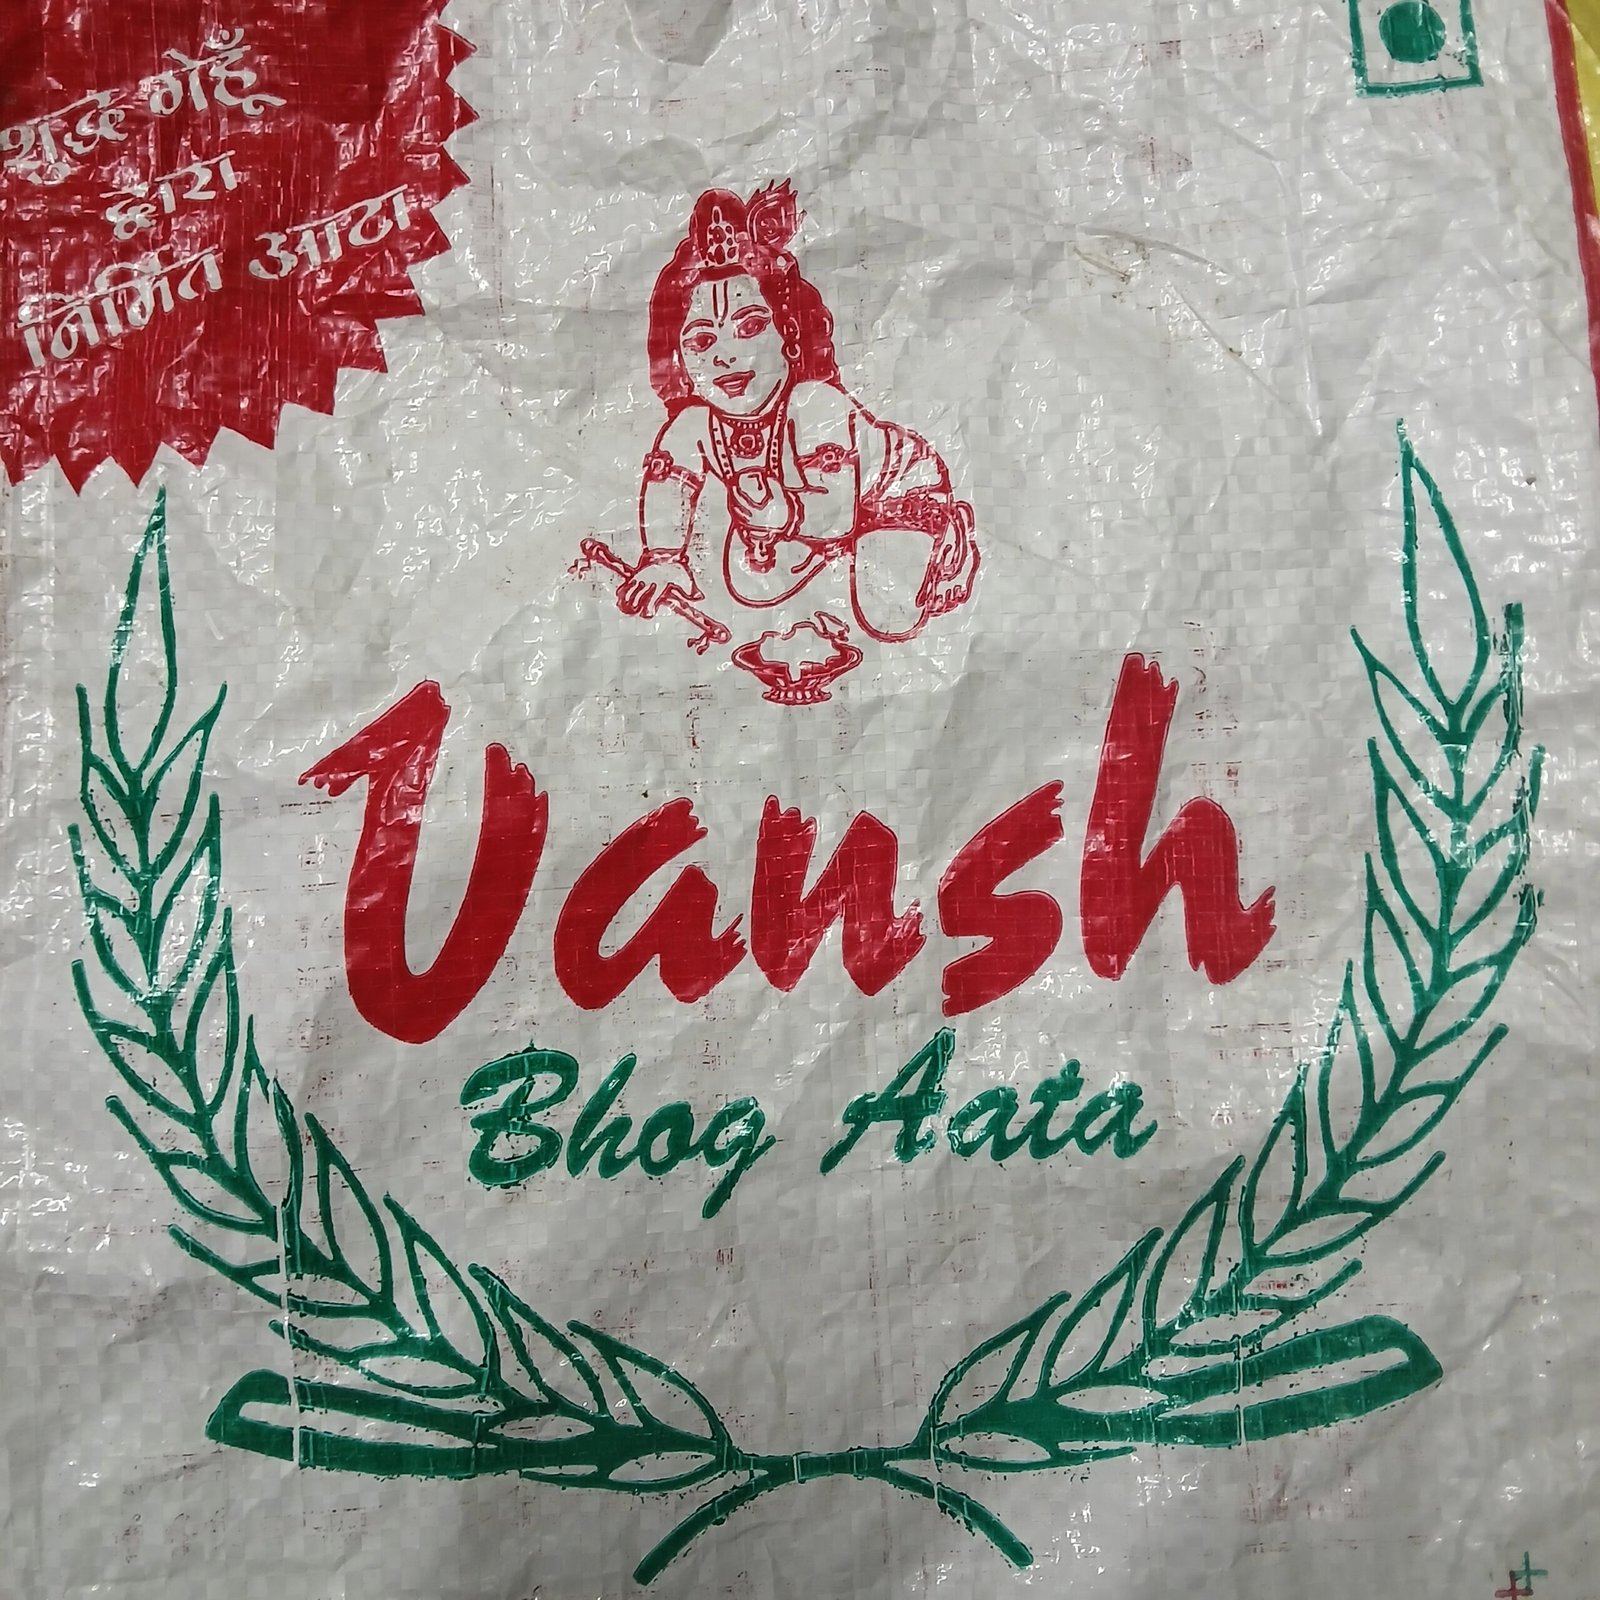 शुद्ध गेहूँ
द्वारा
निर्मित आटा
Vansh
Bhog Aata